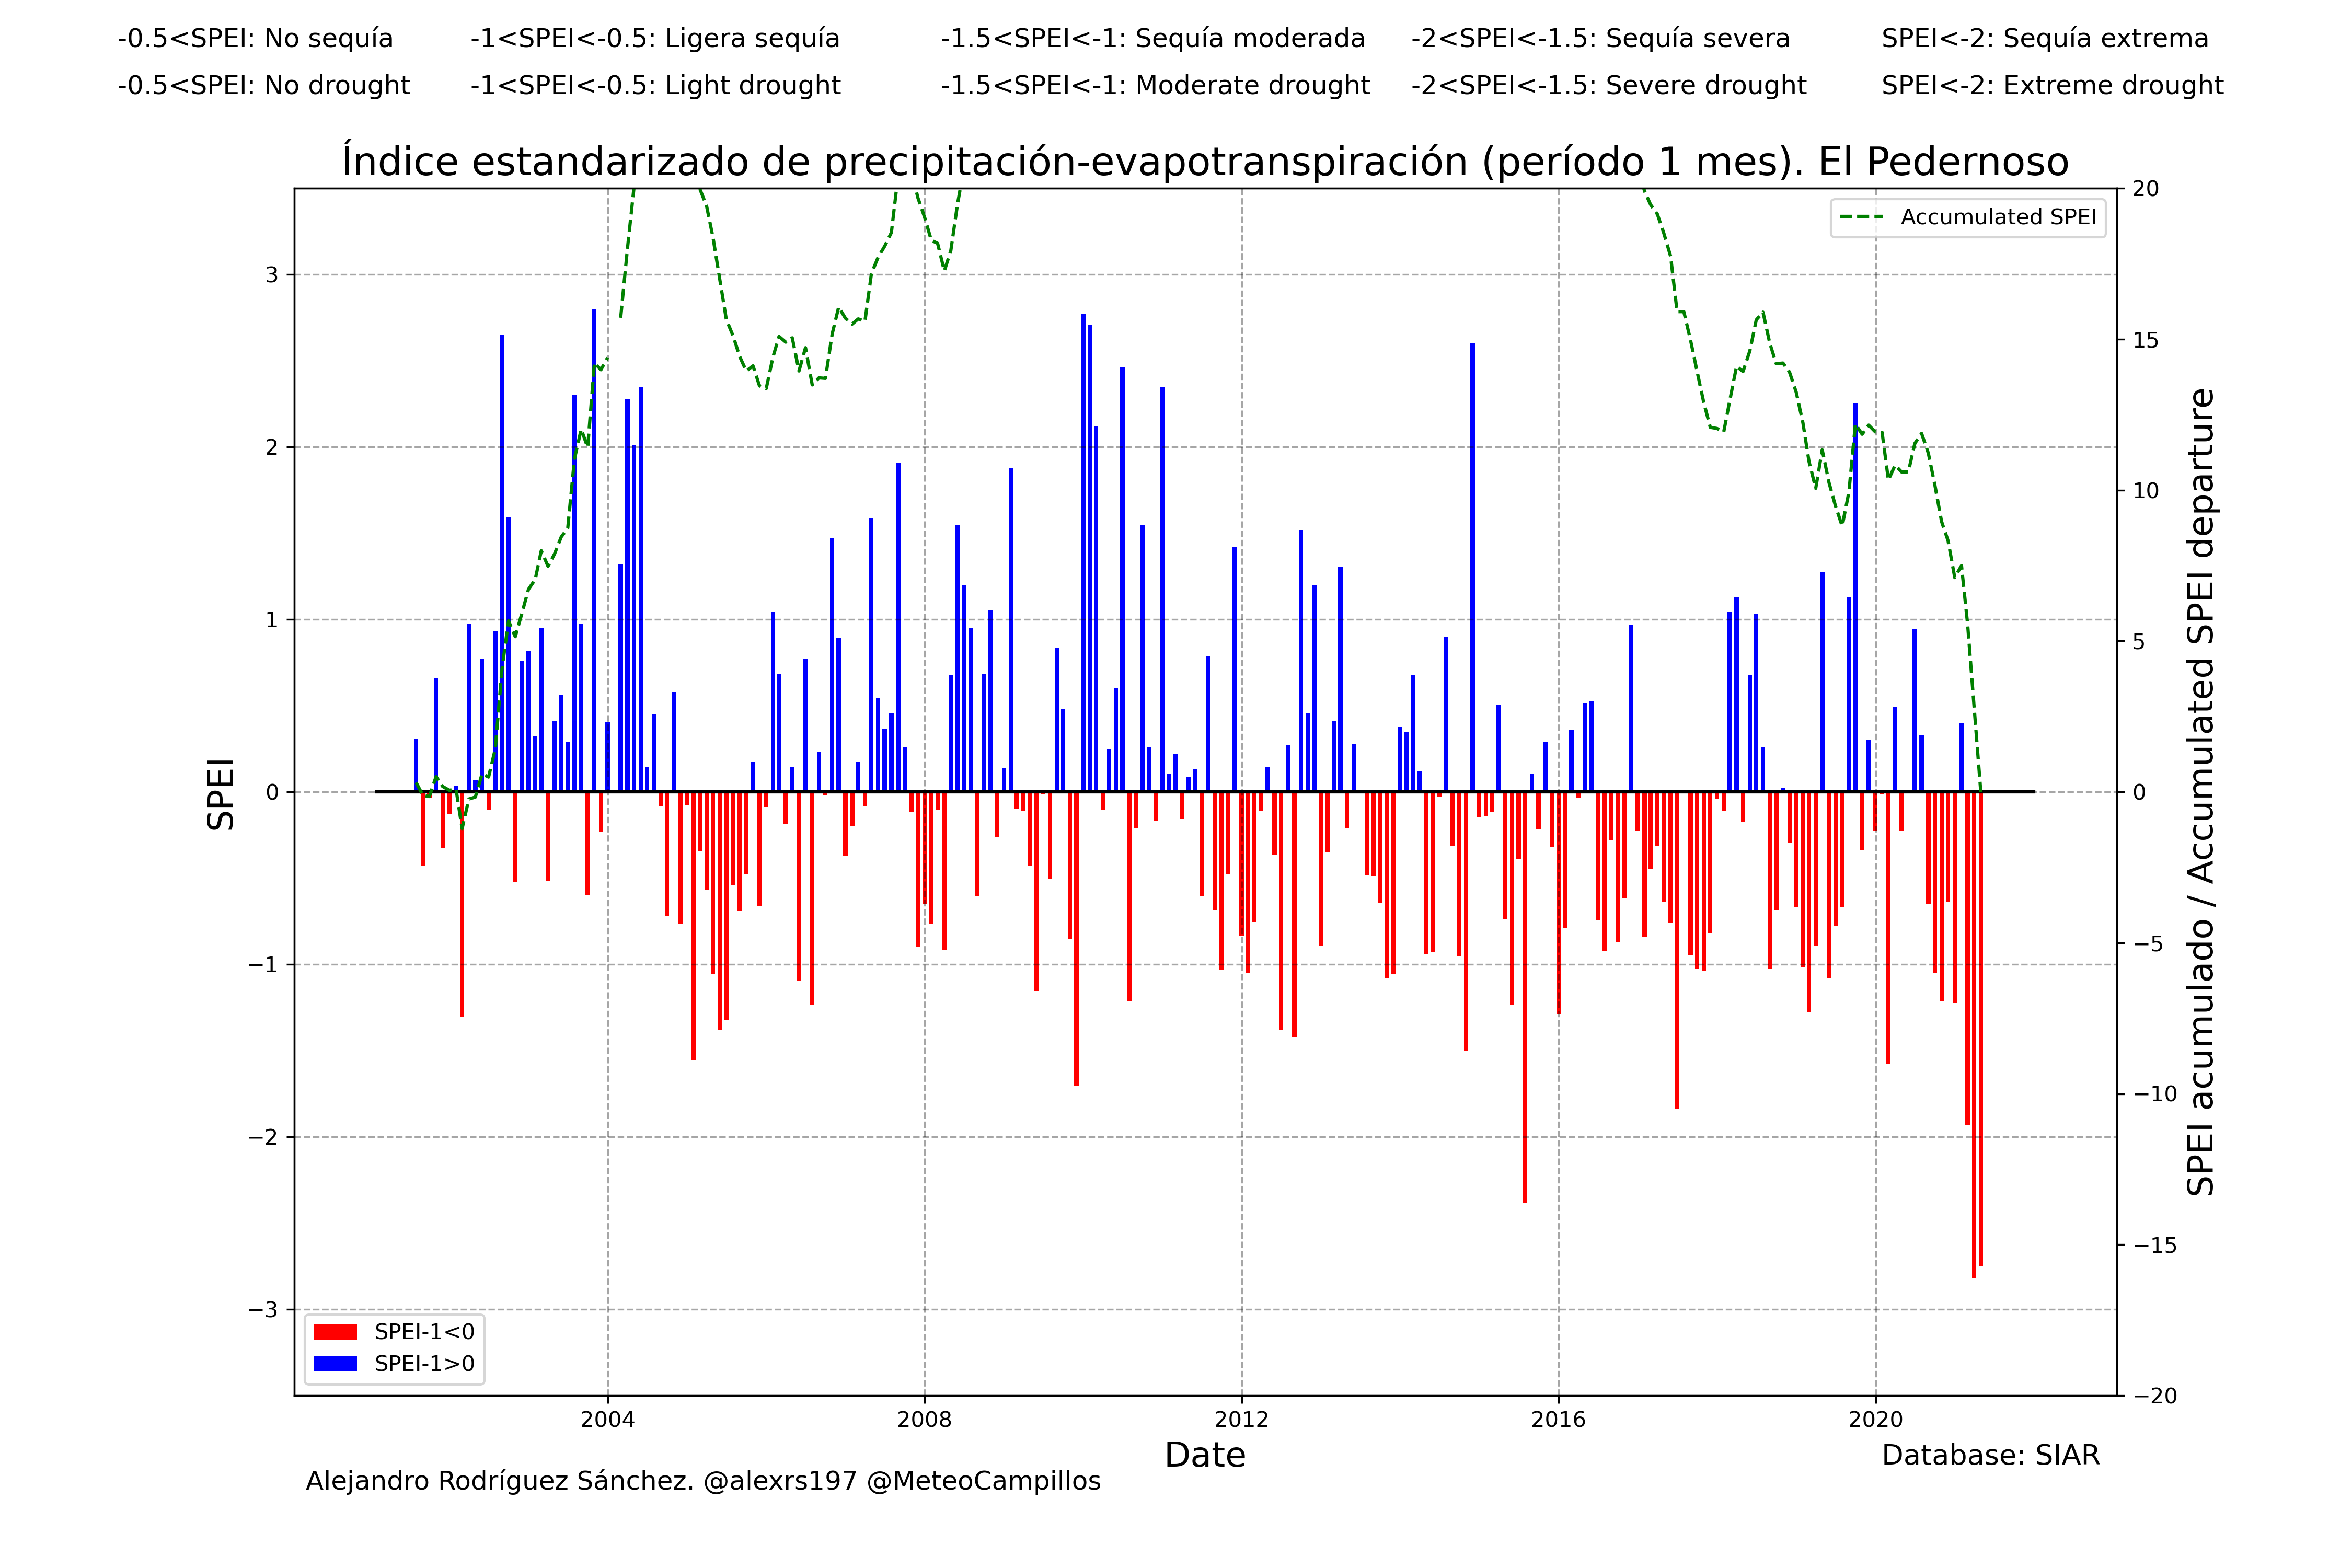 -0.5<SPEI: No sequía -1<SPEI<-0.5: Ligera sequía -1.5<SPEI<-1: Sequía moderada -2<SPEI<-1.5: Sequía severa SPEI<-2: Sequía extrema
-0.5<SPEI: No drought -1<SPEI<-0.5: Light drought -1.5<SPEI<-1: Moderate drought -2<SPEI<-1.5: Severe drought SPEI<-2: Extreme drought
Índice estandarizado de precipitación-evapotranspiración (período 1 mes). El Pedernoso
Accumulated SPEI
3
2
1
0
−1
−2
−3
SPEI
20
15
10
5
0
−5
−10
−15
−20
SPEI acumulado / Accumulated SPEI departure
SPEI-1<0
SPEI-1>0
2004 2008 2012 2016 2020
Date
Database: SIAR
Alejandro Rodríguez Sánchez. @alexrs197 @MeteoCampillos